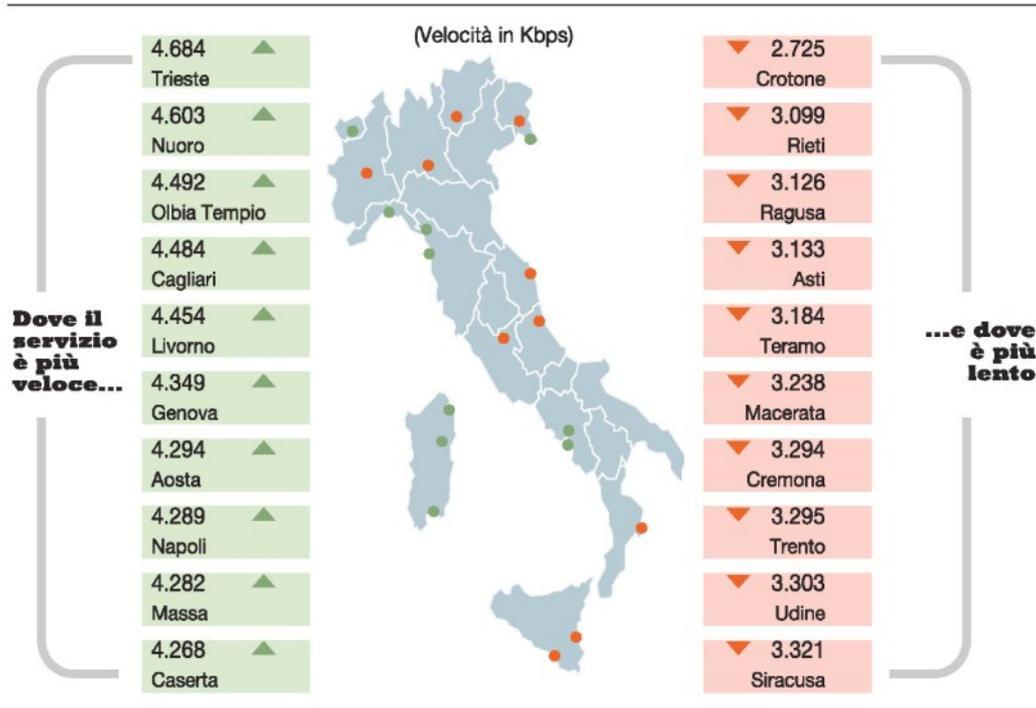 (Velocità in Kbps)
Dove il
servizio
è più
veloce...
4.684
Trieste
4.603
Nuoro
4.492
Olbia Tempio
4.484
Cagliari
4.454
Livorno
4.349
Genova
4.294
Aosta
4.289
Napoli
4.282
Massa
4.268
Caserta
...e dove
è più
lento
2.725
Crotone
3.099
Rieti
3.126
Ragusa
3.133
Asti
3.184
Teramo
3.238
Macerata
3.294
Cremona
3.295
Trento
3.303
Udine
3.321
Siracusa